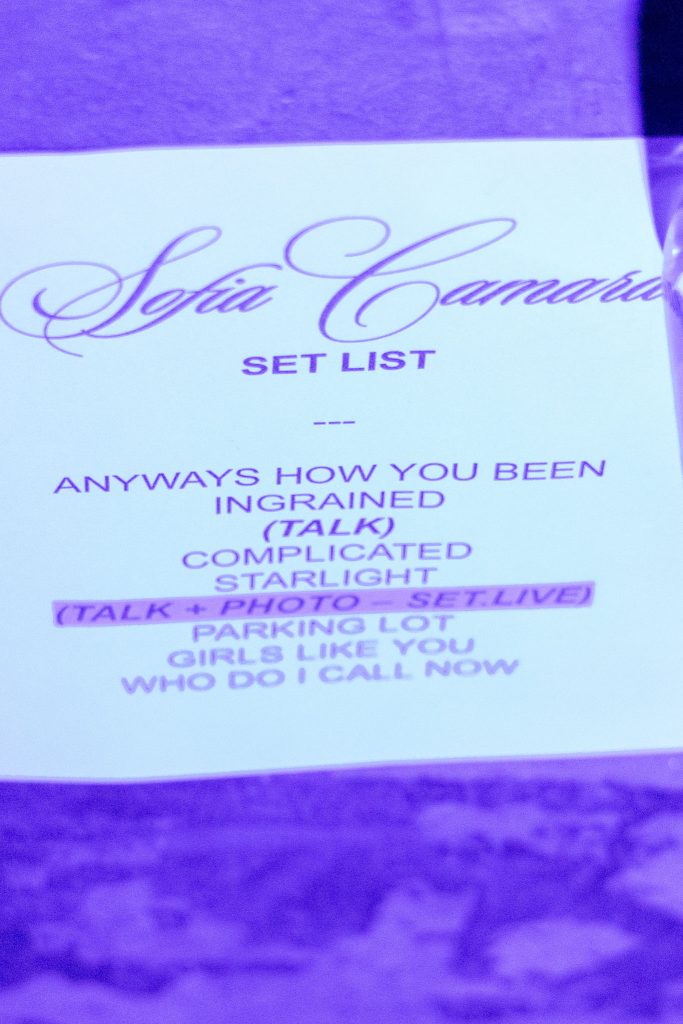 Sofia Camara
SET LIST
---
ANYWAYS HOW YOU BEEN
INGRAINED
(TALK)
COMPLICATED
STARLIGHT
(TALK + PHOTO – SET.LIVE)
PARKING LOT
GIRLS LIKE YOU
WHO DO I CALL NOW